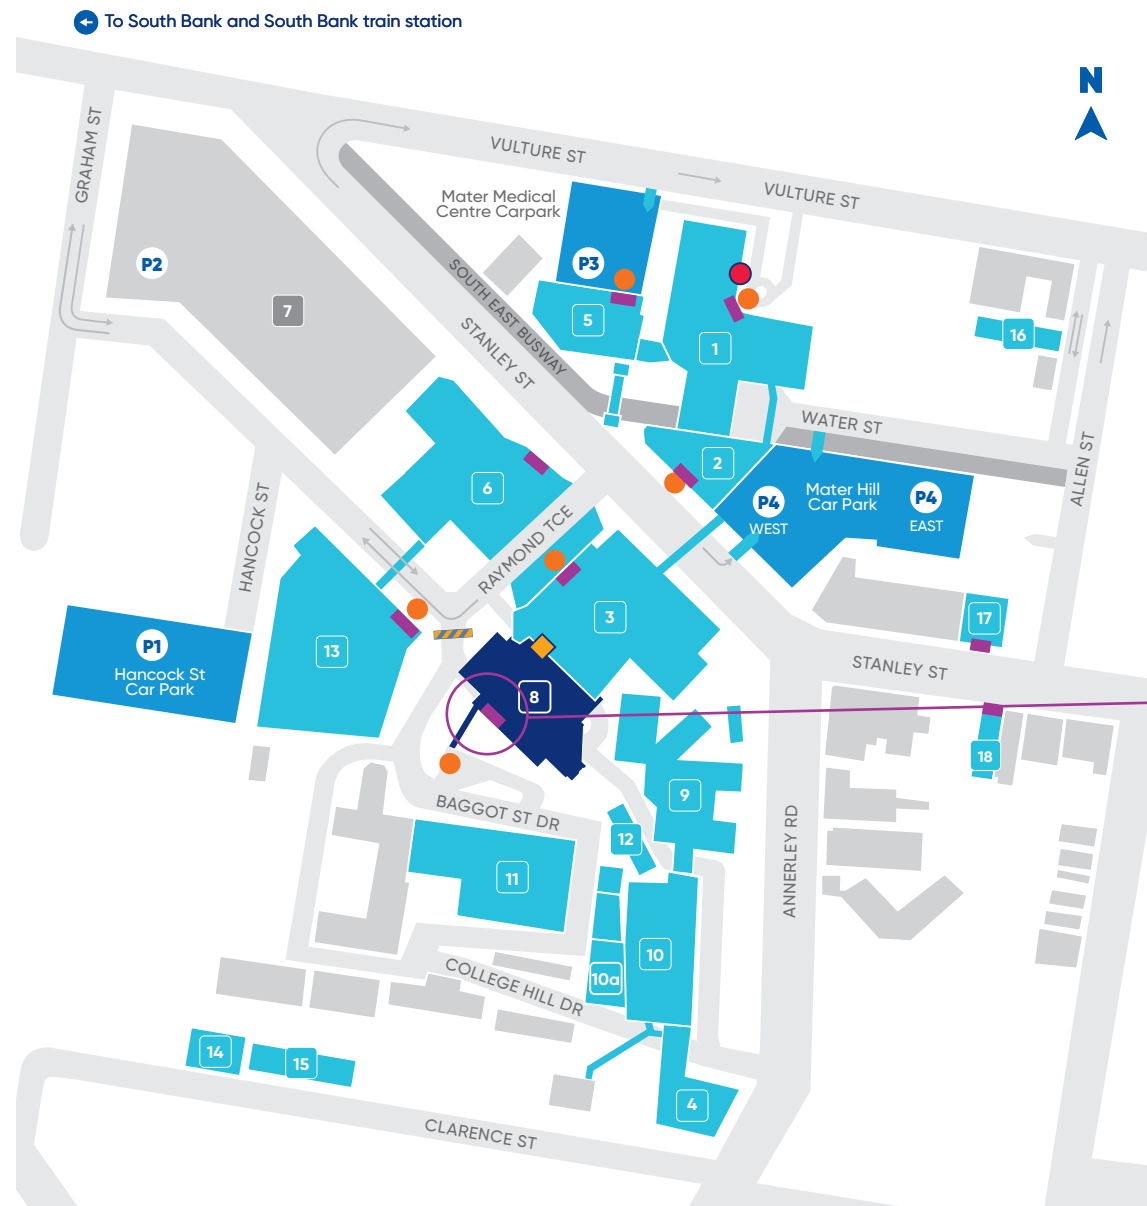 To South Bank and South Bank train station
N
GRAHAM ST
VULTURE ST
VULTURE ST
Mater Medical
Centre Carpark
P2
P3
SOUTH EAST BUSWAY
7
5
STANLEY ST
1
16
WATER ST
ALLEN ST
2
6
P4
WEST
Mater Hill
Car Park
P4
EAST
HANCOCK ST
RAYMOND TCE
3
17
P1
Hancock St
Car Park
13
STANLEY ST
8
18
9
BAGGOT ST DR
12
ANNERLEY RD
11
10
10a
COLLEGE HILL DR
14
15
4
CLARENCE ST